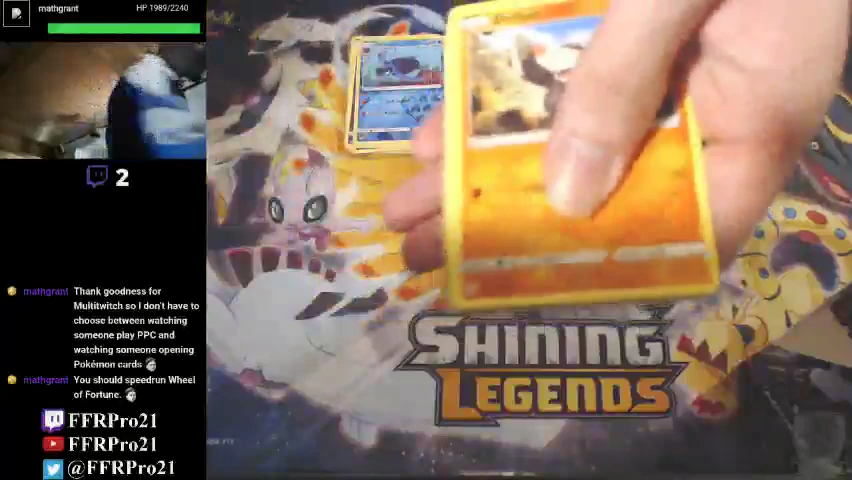 mathgrant HP 1989/2240
2
mathgrant Thank goodness for
Multitwitch so I don't have to
choose between watching
someone play PPC and
watching someone opening
Pokémon cards
mathgrant You should speedrun Wheel
of Fortune.
FFRPro21
FFRPro21
@FFRPro21
SHINING
LEGENDS